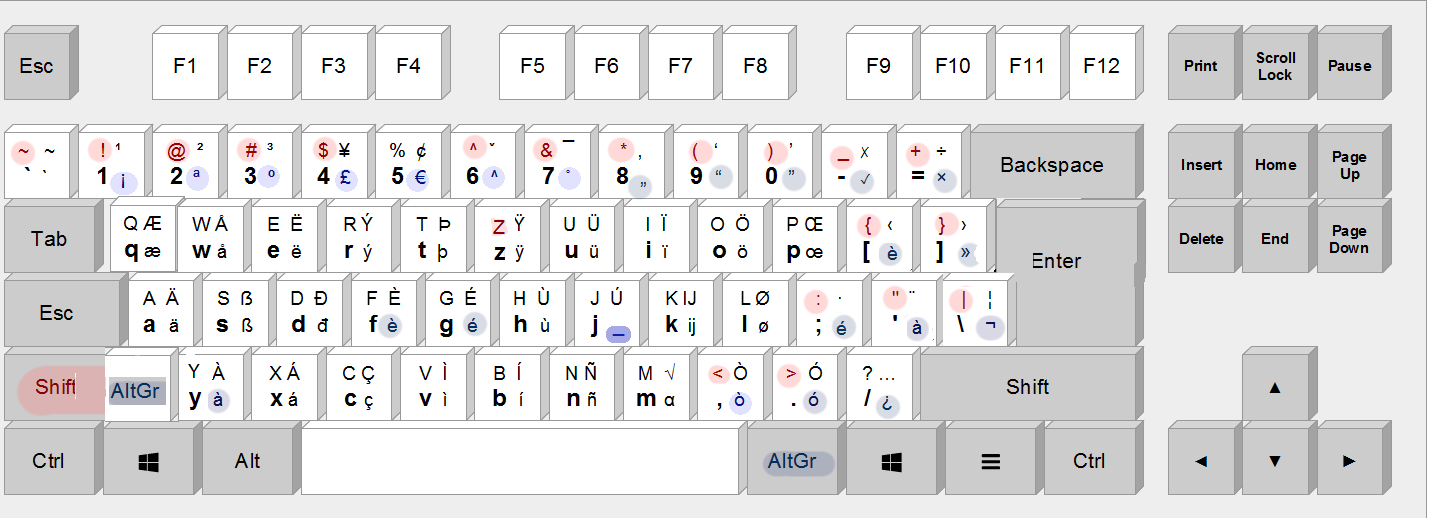 Esc F1 F2 F3 F4 F5 F6 F7 F8 F9 F10 F11 F12 Print Scroll Lock Pause
~ ~ ! ¹ @ ² # ³ $ ¥ % ¢ ^ ˇ & ¯ * , ( ‘ ) ’ _ ☓ + ÷ Backspace Insert Home Page Up
` ` 1 ¡ 2 ª 3 º 4 £ 5 € 6 ^ 7 ° 8 „ 9 “ 0 ” - ✓ = ×
Tab Q Æ W Å E Ë R Ý T Þ Z Ÿ U Ü I Ï O Ö P Œ { ‹ } › Enter Delete End Page Down
q æ w å e ë r ý t þ z ÿ u ü i ï o ö p œ [ è ] »
Esc A Ä S ß D Đ F È G É H Ù J Ú K IJ L Ø : · " ¨ | ¦
a ä s ß d đ f è g é h ù j _ k ij l ø ; é ' à \ ¬
Shift AltGr Y À X Á C Ç V Ì B Í N Ñ M √ < Ò > Ó ? … Shift ▲
y à x á c ç v ì b í n ñ m α , ò . ó / ¿
Ctrl Alt AltGr ☰ Ctrl ◄ ▼ ►